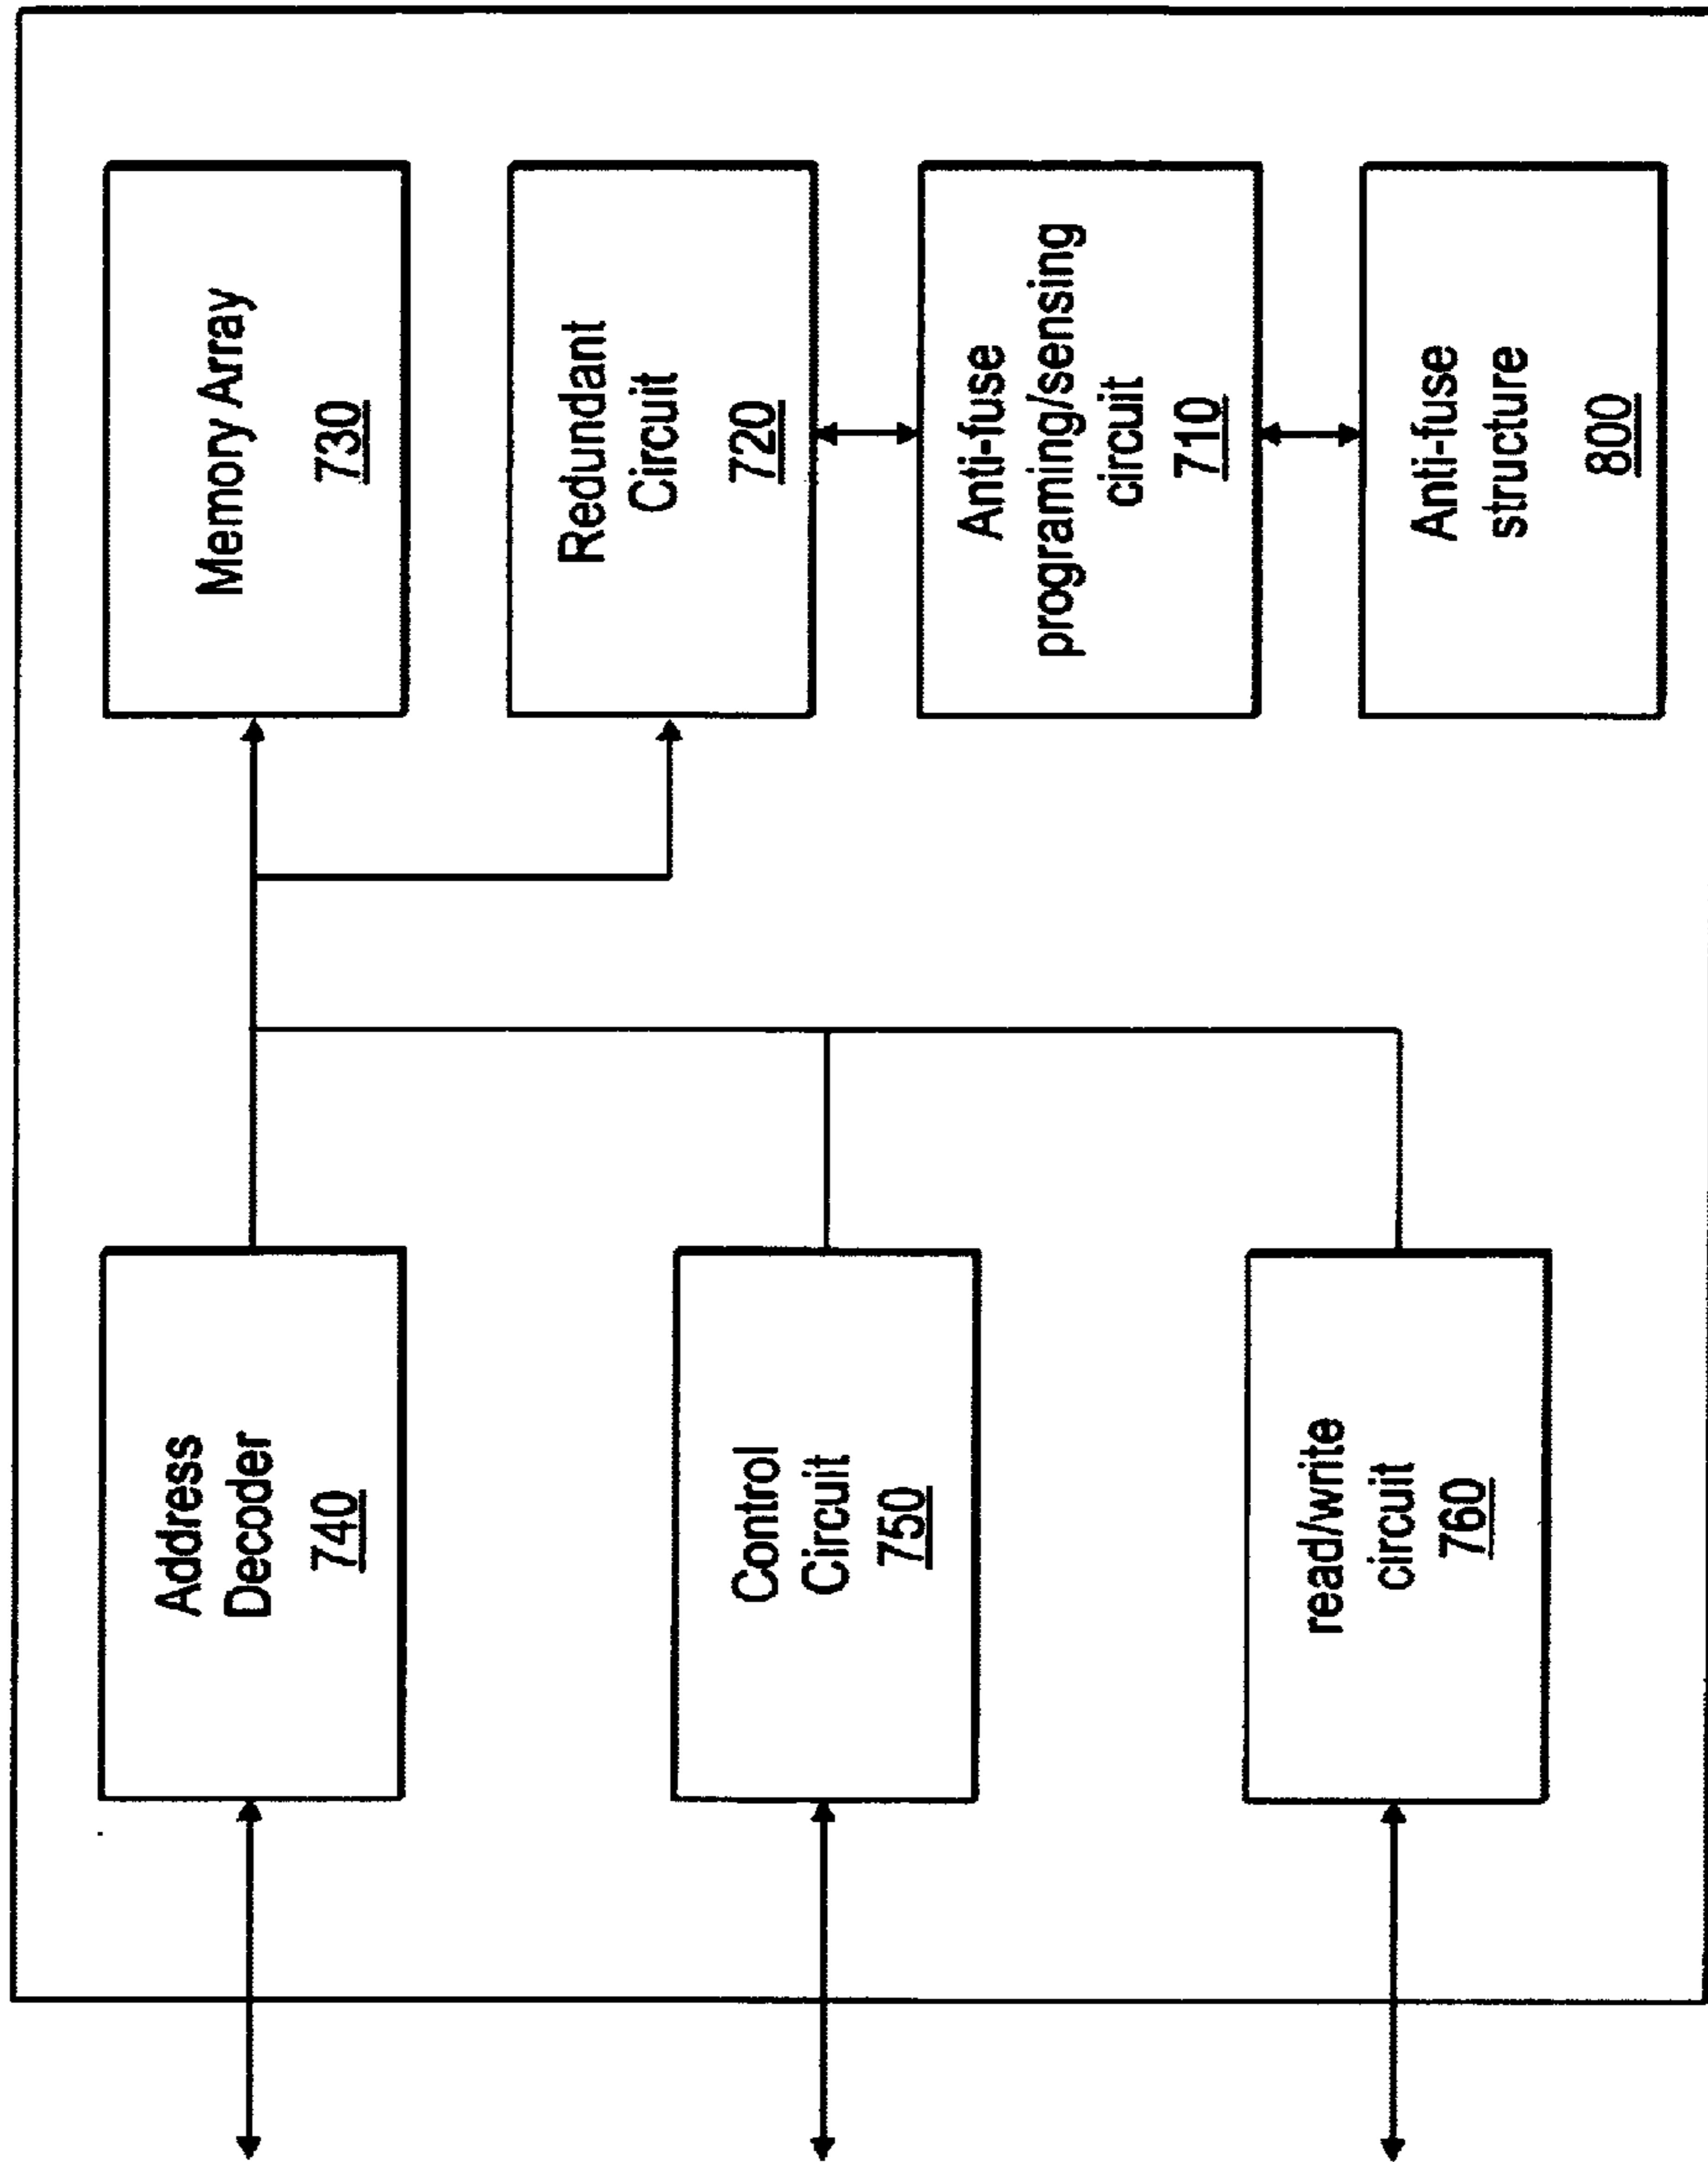 Address
Decoder
740
Control
Circuit
750
read/write
circuit
760
Memory Array
730
Redundant
Circuit
720
Anti-fuse
programing/sensing
circuit
710
Anti-fuse
structure
800